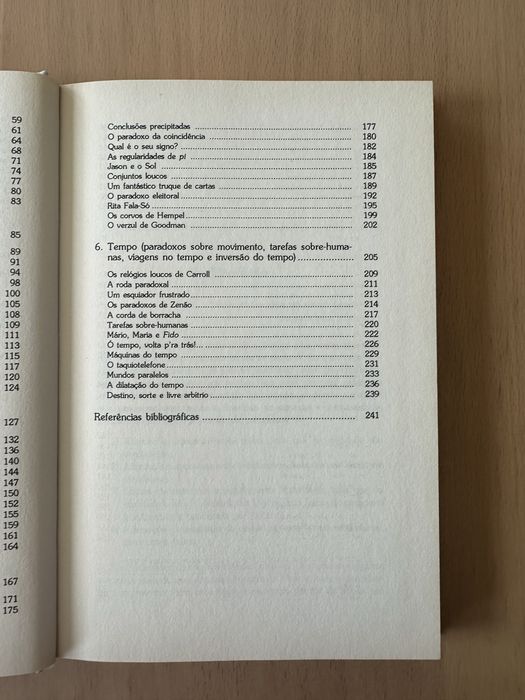 59
61
64
68
71
74
77
80
83
85
89
91
94
98
100
105
108
109
111
113
115
117
120
124
127
132
136
140
144
147
150
152
155
159
161
164
167
171
175
Conclusões precipitadas ........ 177
O paradoxo da coincidência ........ 180
Qual é o seu signo? ........ 182
As regularidades de pi ........ 184
Jason e o Sol ........ 185
Conjuntos loucos ........ 187
Um fantástico truque de cartas ........ 189
O paradoxo eleitoral ........ 192
Rita Fala-Só ........ 195
Os corvos de Hempel ........ 199
O verzul de Goodman ........ 202
6. Tempo (paradoxos sobre movimento, tarefas sobre-huma-
nas, viagens no tempo e inversão do tempo) ........ 205
Os relógios loucos de Carroll ........ 209
A roda paradoxal ........ 211
Um esquiador frustrado ........ 213
Os paradoxos de Zenão ........ 214
A corda de borracha ........ 217
Tarefas sobre-humanas ........ 220
Mário, Maria e Fido ........ 222
Ó tempo, volta p'ra trás!... ........ 226
Máquinas do tempo ........ 229
O taquiotelefone ........ 231
Mundos paralelos ........ 233
A dilatação do tempo ........ 236
Destino, sorte e livre arbítrio ........ 239
Referências bibliográficas ........ 241